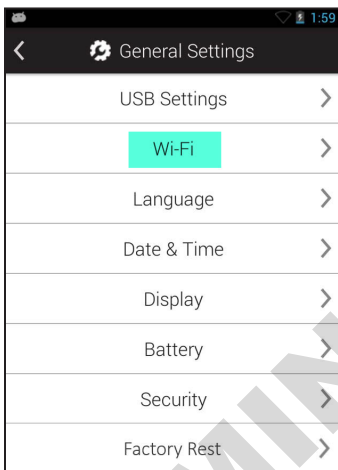 1:59
General Settings
USB Settings
Wi-Fi
Language
Date & Time
Display
Battery
Security
Factory Rest